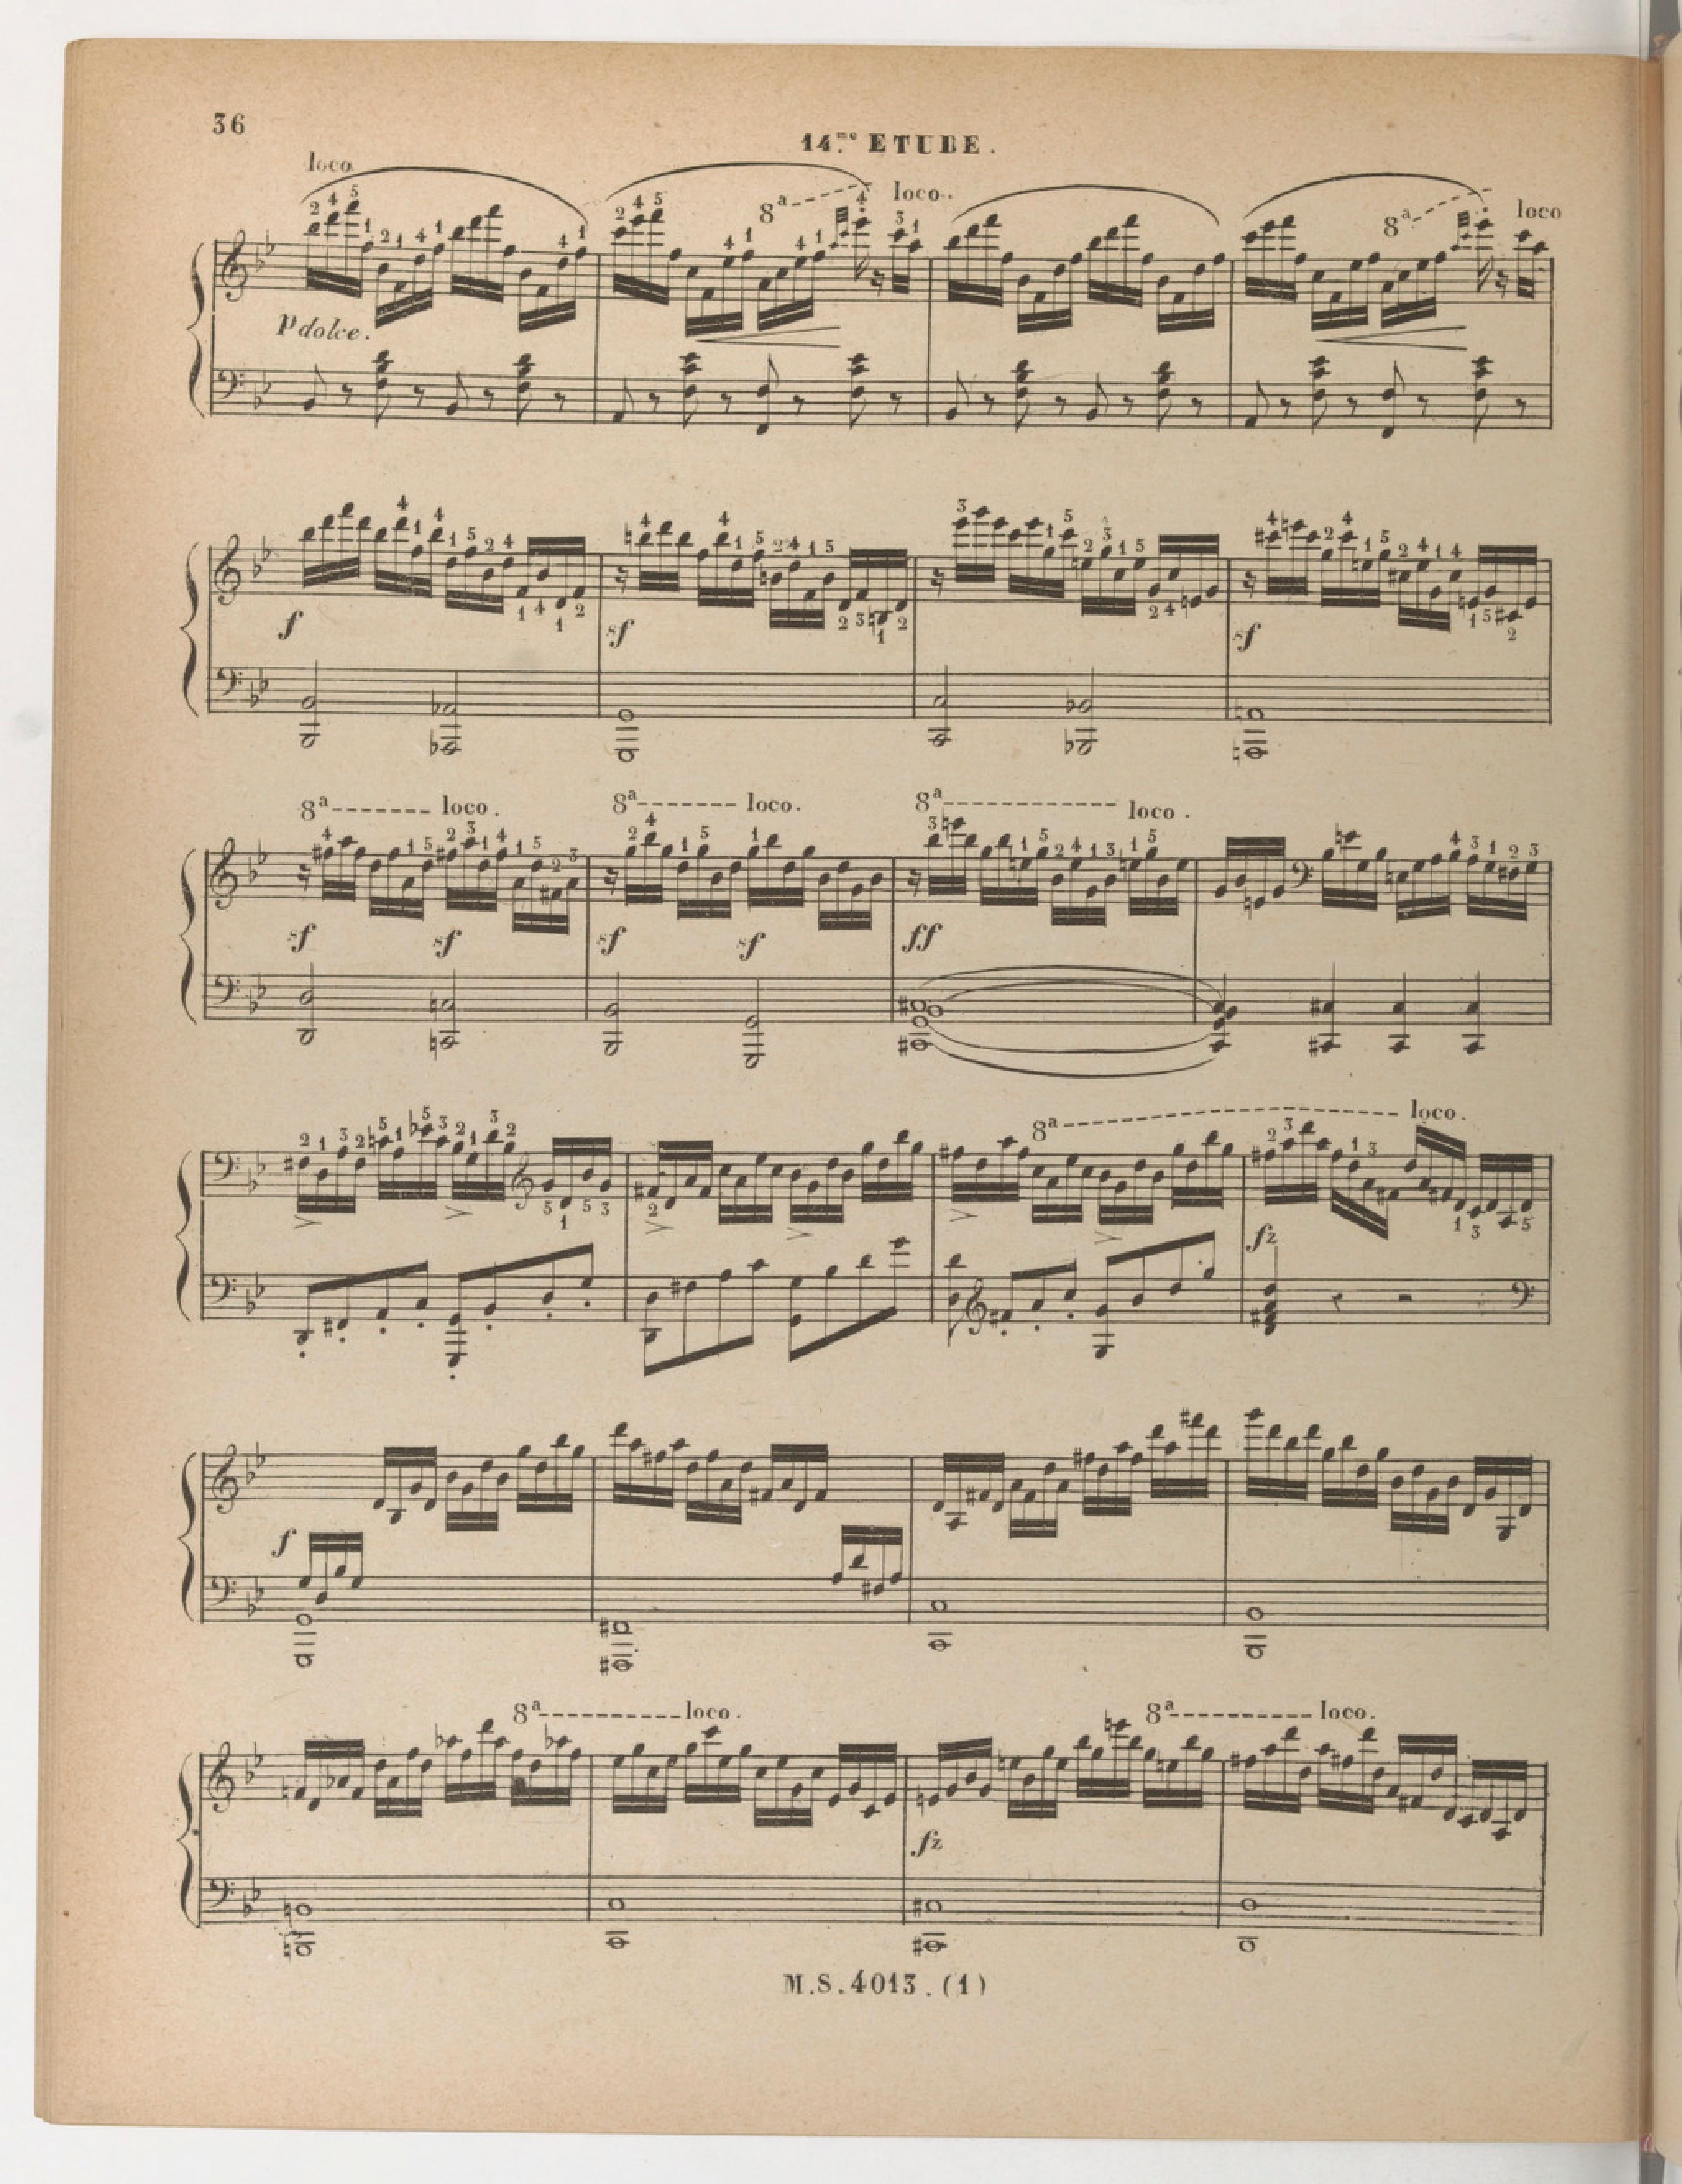 36
14.me ETUDE.
loco
8a loco.
8a loco
P dolce.
f
sf
sf
8a loco.
8a loco.
8a loco.
sf
sf
sf
sf
ff
8a loco.
fz
f
8a loco.
8a loco.
fz
M.S.4013.(1)